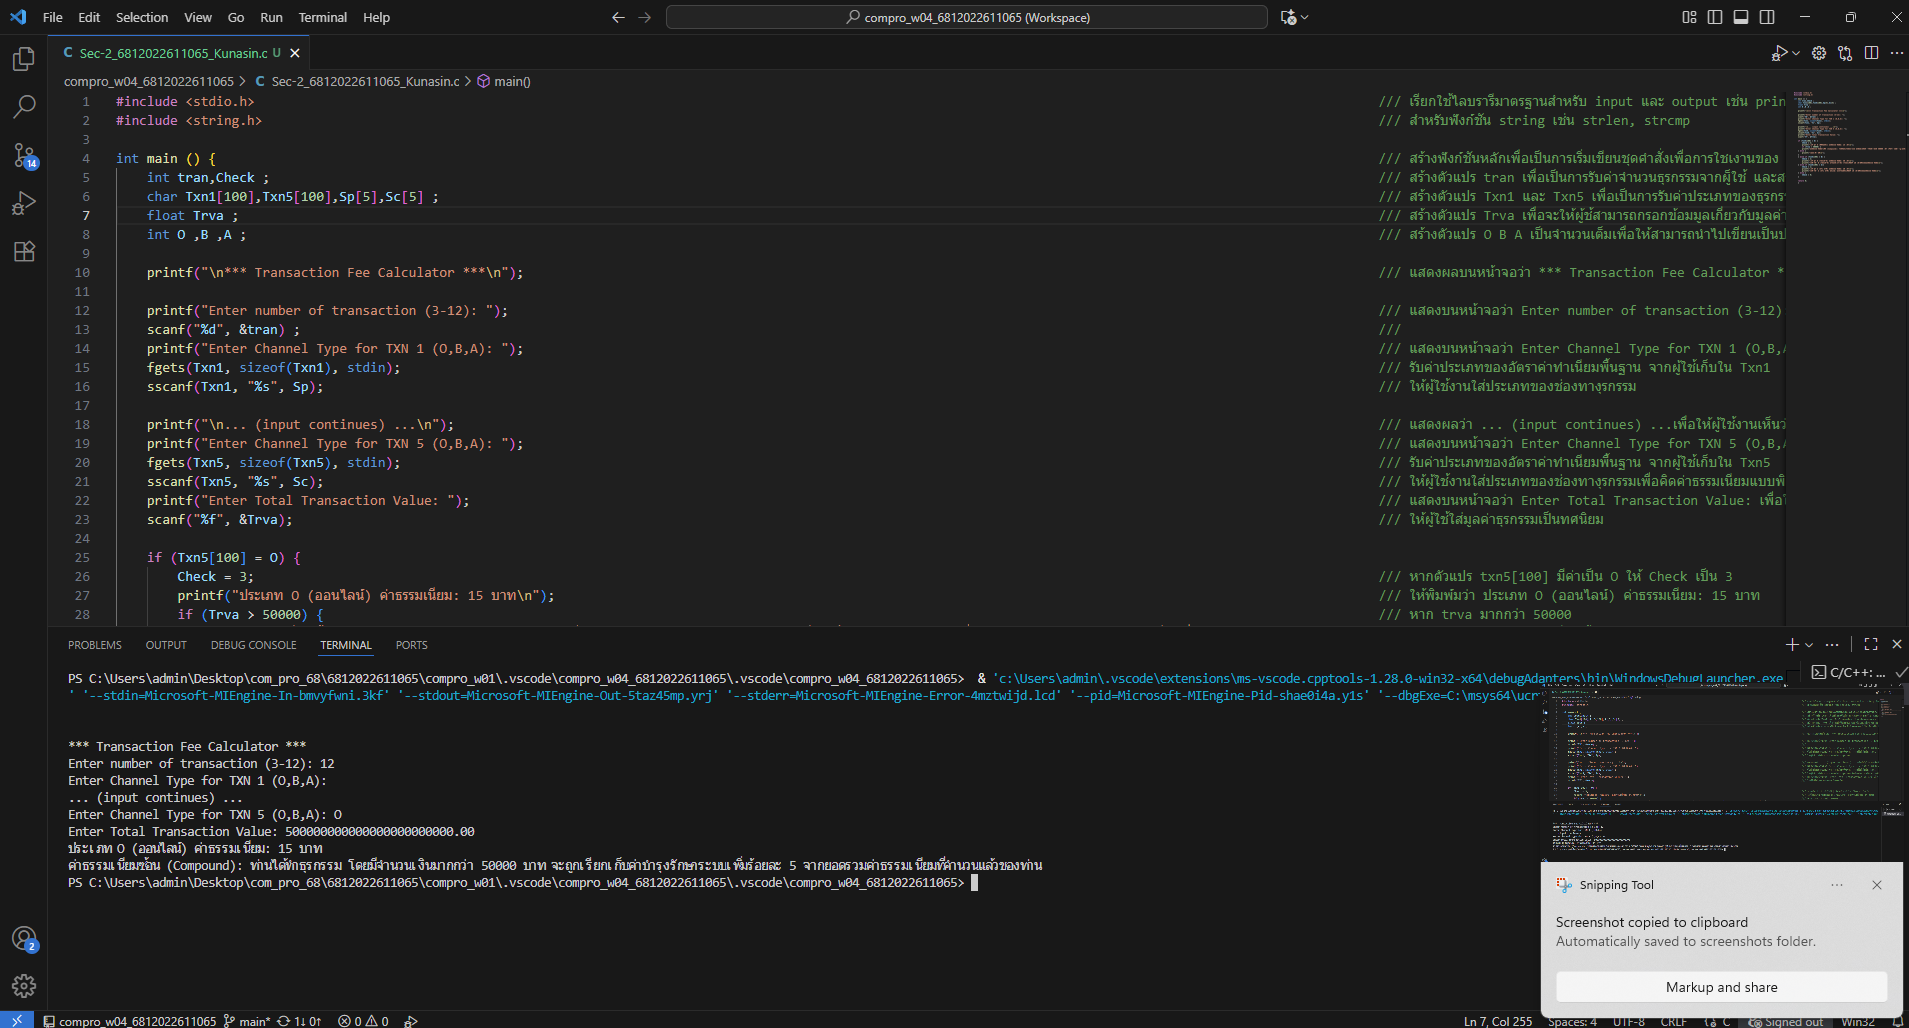 File Edit Selection View Go Run Terminal Help
compro_w04_6812022611065 (Workspace)
C Sec-2_6812022611065_Kunasin.c U
compro_w04_6812022611065 > C Sec-2_6812022611065_Kunasin.c > main()
1 #include <stdio.h> /// เรียกใช้ไลบรารีมาตรฐานสำหรับ input และ output เช่น prin
2 #include <string.h> /// สำหรับฟังก์ชัน string เช่น strlen, strcmp
3
4 int main () { /// สร้างฟังก์ชันหลักเพื่อเป็นการเริ่มเขียนชุดคำสั่งเพื่อการใช้เงานของ
5 int tran,Check ; /// สร้างตัวแปร tran เพื่อเป็นการรับค่าจำนวนธุรกรรมจากผู็ใช้ และส
6 char Txn1[100],Txn5[100],Sp[5],Sc[5] ; /// สร้างตัวแปร Txn1 และ Txn5 เพื่อเป็นการรับค่าประเภทของธุรกร
7 float Trva ; /// สร้างตัวแปร Trva เพื่อจะให้ผู้ช้สามารถกรอกข้อมมูลเกี่ยวกับมูลค่า
8 int O ,B ,A ; /// สร้างตัวแปร O B A เป็นจำนวนเต็มเพื่อให้สามารถนำไปเขียนเป็นป
9
10 printf("\n*** Transaction Fee Calculator ***\n"); /// แสดงผลบนหน้าจอว่า *** Transaction Fee Calculator *
11
12 printf("Enter number of transaction (3-12): "); /// แสดงบนหน้าจอว่า Enter number of transaction (3-12)
13 scanf("%d", &tran) ; ///
14 printf("Enter Channel Type for TXN 1 (O,B,A): "); /// แสดงบนหน้าจอว่า Enter Channel Type for TXN 1 (O,B,A
15 fgets(Txn1, sizeof(Txn1), stdin); /// รับค่าประเภทของอัตราค่าทำเนียมพื้นฐาน จากผู้ใช้เก็บใน Txn1
16 sscanf(Txn1, "%s", Sp); /// ให้ผู้ใช้งานใส่ประเภทของช่องทางุรกรรม
17
18 printf("\n... (input continues) ...\n"); /// แสดงผลว่า ... (input continues) ...เพื่อให้ผู้ใช้งานเห็นว
19 printf("Enter Channel Type for TXN 5 (O,B,A): "); /// แสดงบนหน้าจอว่า Enter Channel Type for TXN 5 (O,B,A
20 fgets(Txn5, sizeof(Txn5), stdin); /// รับค่าประเภทของอัตราค่าทำเนียมพื้นฐาน จากผู้ใช้เก็บใน Txn5
21 sscanf(Txn5, "%s", Sc); /// ให้ผู้ใช้งานใส่ประเภทของช่องทางุรกรรมเพื่อคิดค่าธรรมเนียมแบบพิ
22 printf("Enter Total Transaction Value: "); /// แสดงบนหน้าจอว่า Enter Total Transaction Value: เพื่อใ
23 scanf("%f", &Trva); /// ให้ผู้ใช้ใส่มูลค่าธุรกรรมเป็นทศนิยม
24
25 if (Txn5[100] = O) {
26 Check = 3; /// หากตัวแปร txn5[100] มีค่าเป็น O ให้ Check เป็น 3
27 printf("ประเภท O (ออนไลน์) ค่าธรรมเนียม: 15 บาท\n"); /// ให้พิมพ์มว่า ประเภท O (ออนไลน์) ค่าธรรมเนียม: 15 บาท
28 if (Trva > 50000) { /// หาก trva มากกว่า 50000
PROBLEMS OUTPUT DEBUG CONSOLE TERMINAL PORTS
C/C++: ...
PS C:\Users\admin\Desktop\com_pro_68\6812022611065\compro_w01\.vscode\compro_w04_6812022611065\.vscode\compro_w04_6812022611065> & 'c:\Users\admin\.vscode\extensions\ms-vscode.cpptools-1.28.0-win32-x64\debugAdapters\bin\WindowsDebugLauncher.exe
' '--stdin=Microsoft-MIEngine-In-bmvyfwni.3kf' '--stdout=Microsoft-MIEngine-Out-5taz45mp.yrj' '--stderr=Microsoft-MIEngine-Error-4mztwijd.lcd' '--pid=Microsoft-MIEngine-Pid-shae0i4a.y1s' '--dbgExe=C:\msys64\ucr
*** Transaction Fee Calculator ***
Enter number of transaction (3-12): 12
Enter Channel Type for TXN 1 (O,B,A):
... (input continues) ...
Enter Channel Type for TXN 5 (O,B,A): O
Enter Total Transaction Value: 500000000000000000000000.00
ประเภท O (ออนไลน์) ค่าธรรมเนียม: 15 บาท
ค่าธรรมเนียมซ้อน (Compound): ท่านได้ทำธุรกรรม โดยมีจำนวนเงินมากกว่า 50000 บาท จะถูกเรียกเก็บค่าบำรุงรักษาระบบเพิ่มร้อยละ 5 จากยอดรวมค่าธรรมเนียมที่คำนวนแล้วของท่าน
PS C:\Users\admin\Desktop\com_pro_68\6812022611065\compro_w01\.vscode\compro_w04_6812022611065\.vscode\compro_w04_6812022611065>
Snipping Tool
Screenshot copied to clipboard
Automatically saved to screenshots folder.
Markup and share
14
2
compro_w04_6812022611065 main* 1↓ 0↑ 0 0 Ln 7, Col 255 Spaces: 4 UTF-8 CRLF C Signed out Win32